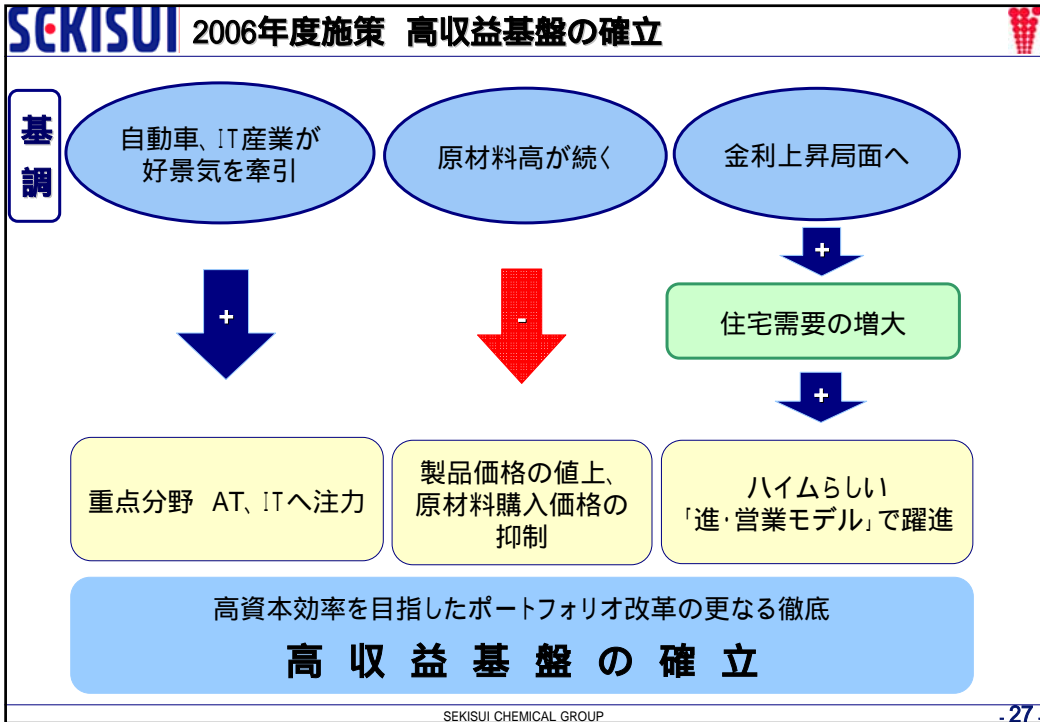 SEKISUI 2006年度施策 高収益基盤の確立
基調
自動車、IT産業が
好景気を牽引
原材料高が続く
金利上昇局面へ
+
+
-
住宅需要の増大
+
重点分野 AT、ITへ注力
製品価格の値上、
原材料購入価格の
抑制
ハイムらしい
「進・営業モデル」で躍進
高資本効率を目指したポートフォリオ改革の更なる徹底
高収益基盤の確立
SEKISUI CHEMICAL GROUP
- 27 -